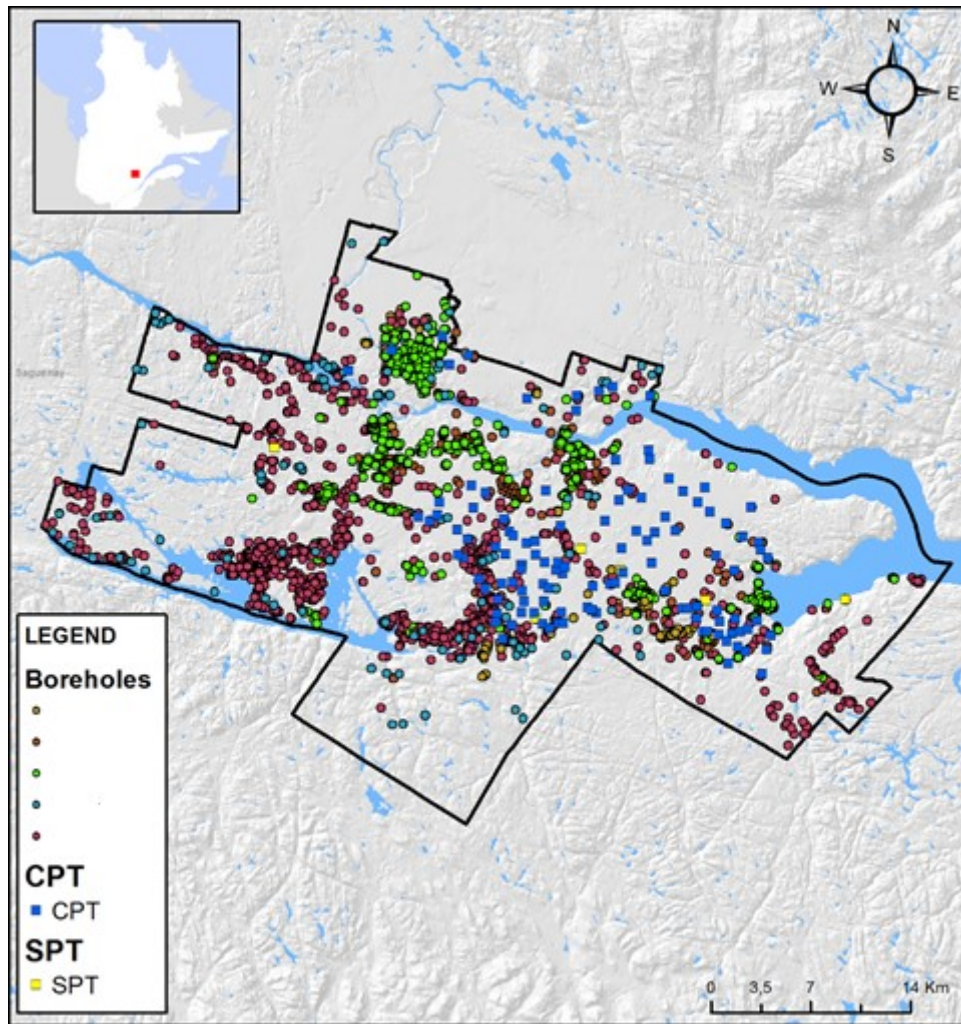 N
W E
S
Saguenay
LEGEND
Boreholes
CPT
CPT
SPT
SPT
0 3,5 7 14 Km